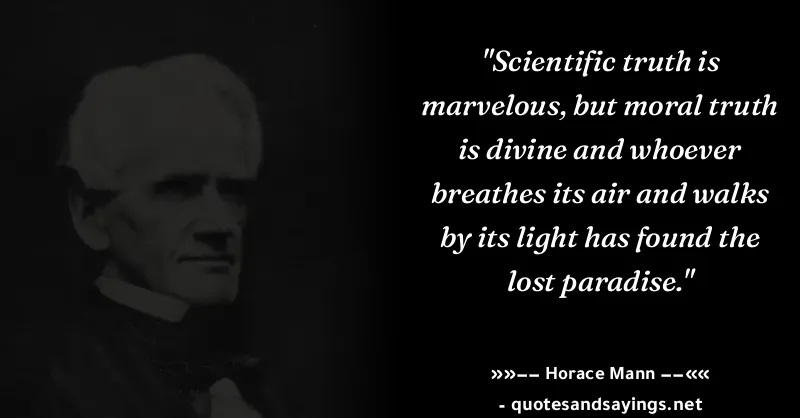 "Scientific truth is
marvelous, but moral truth
is divine and whoever
breathes its air and walks
by its light has found the
lost paradise."
»»–– Horace Mann ––««
- quotesandsayings.net